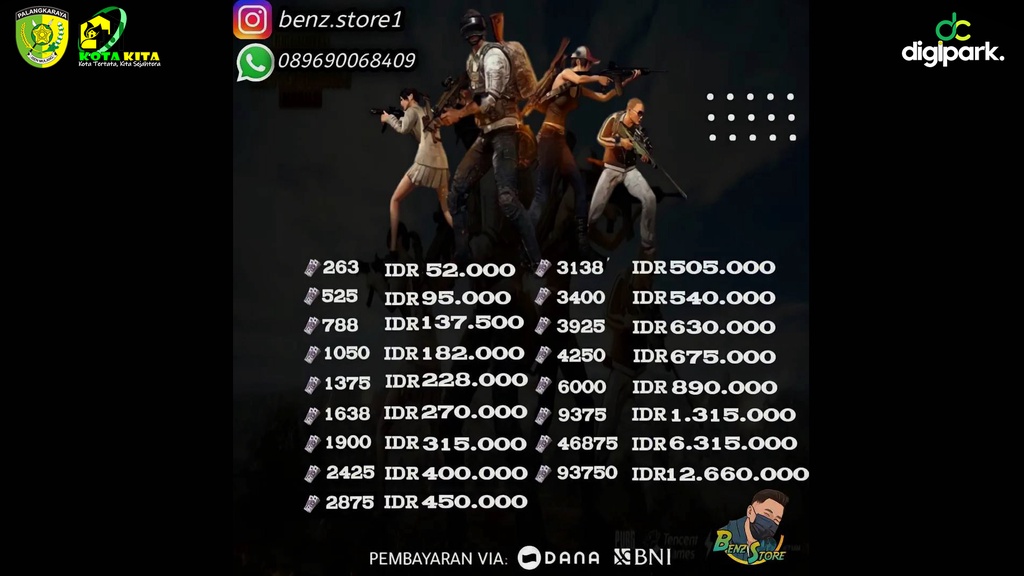 PALANGKARAYA
KOTA KITA
Kota Tertata, Kita Sejahtera
benz.store1
089690068409
dc
digipark.
263 IDR 52.000
525 IDR 95.000
788 IDR 137.500
1050 IDR 182.000
1375 IDR 228.000
1638 IDR 270.000
1900 IDR 315.000
2425 IDR 400.000
2875 IDR 450.000
3138 IDR 505.000
3400 IDR 540.000
3925 IDR 630.000
4250 IDR 675.000
6000 IDR 890.000
9375 IDR 1.315.000
46875 IDR 6.315.000
93750 IDR 12.660.000
PEMBAYARAN VIA: DANA BNI
PUBG Tencent
BENZ STORE